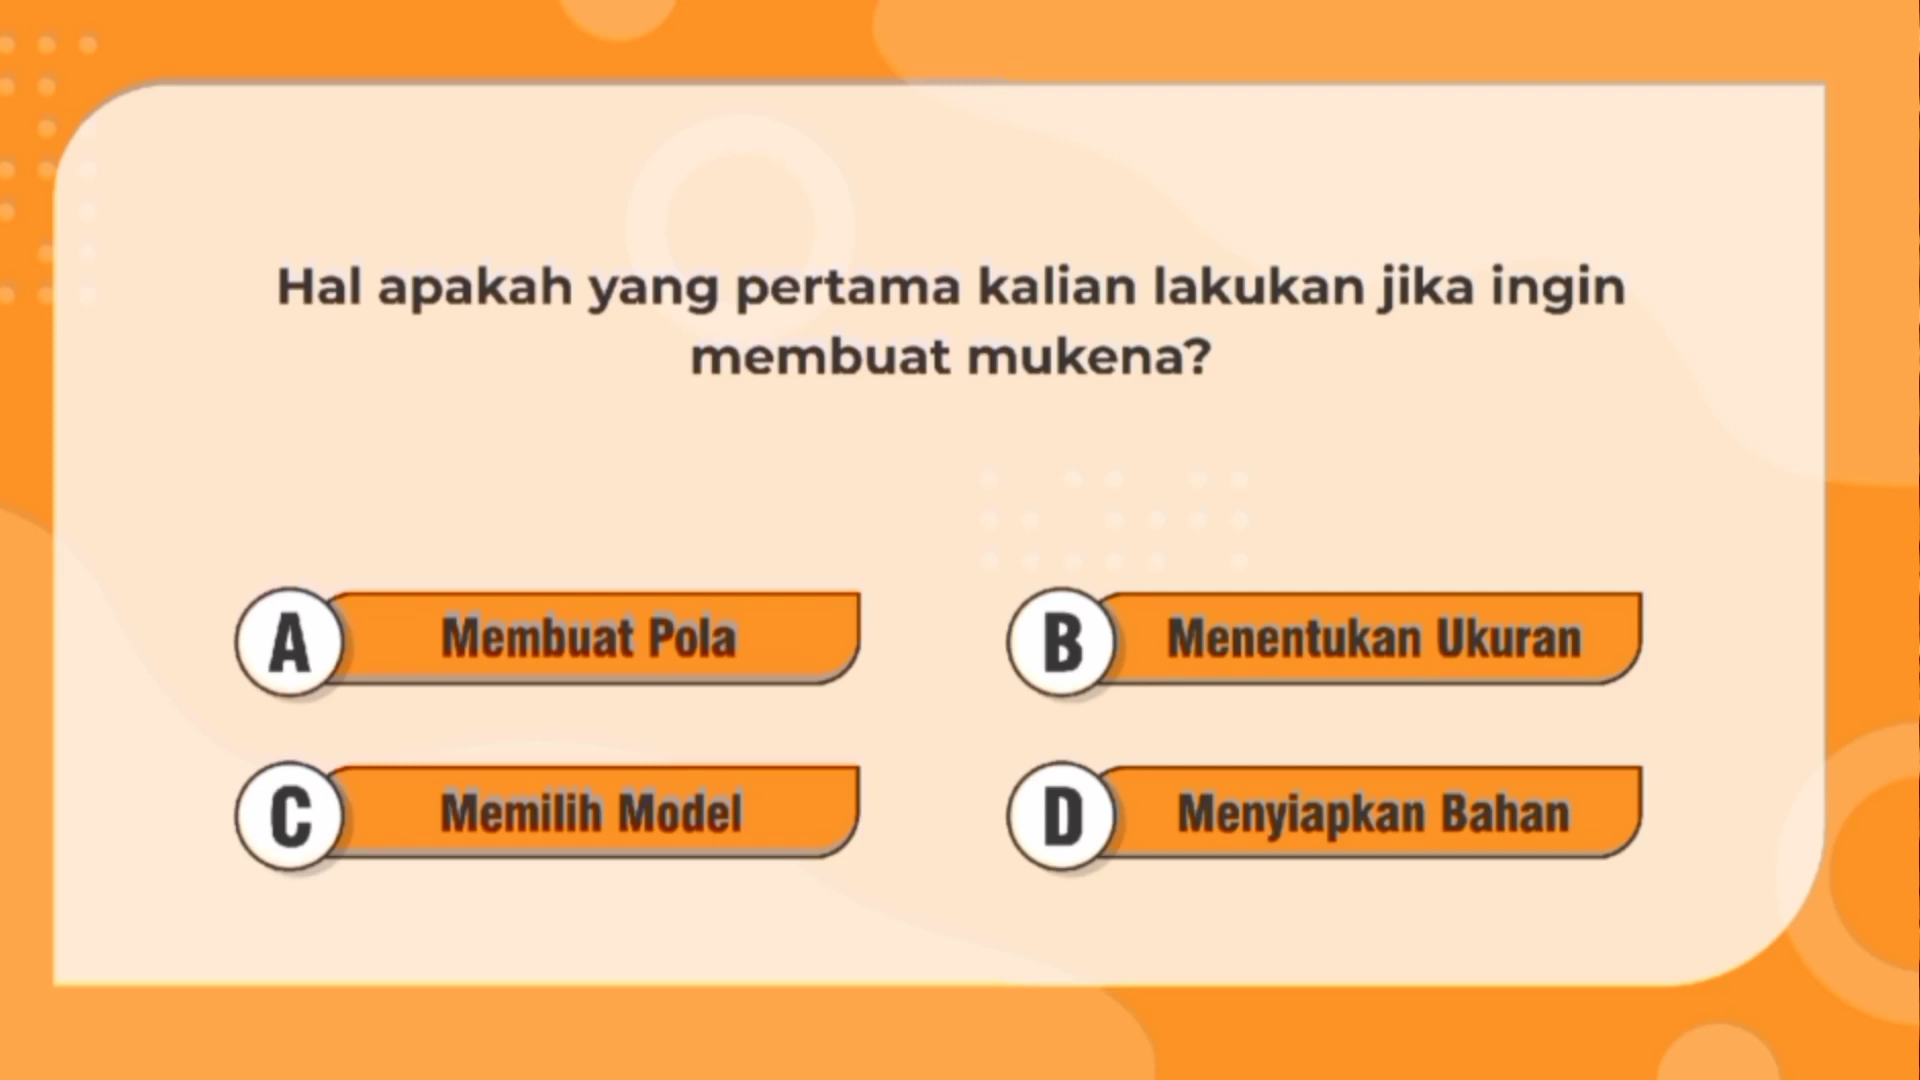 Hal apakah yang pertama kalian lakukan jika ingin
membuat mukena?
A Membuat Pola
B Menentukan Ukuran
C Memilih Model
D Menyiapkan Bahan